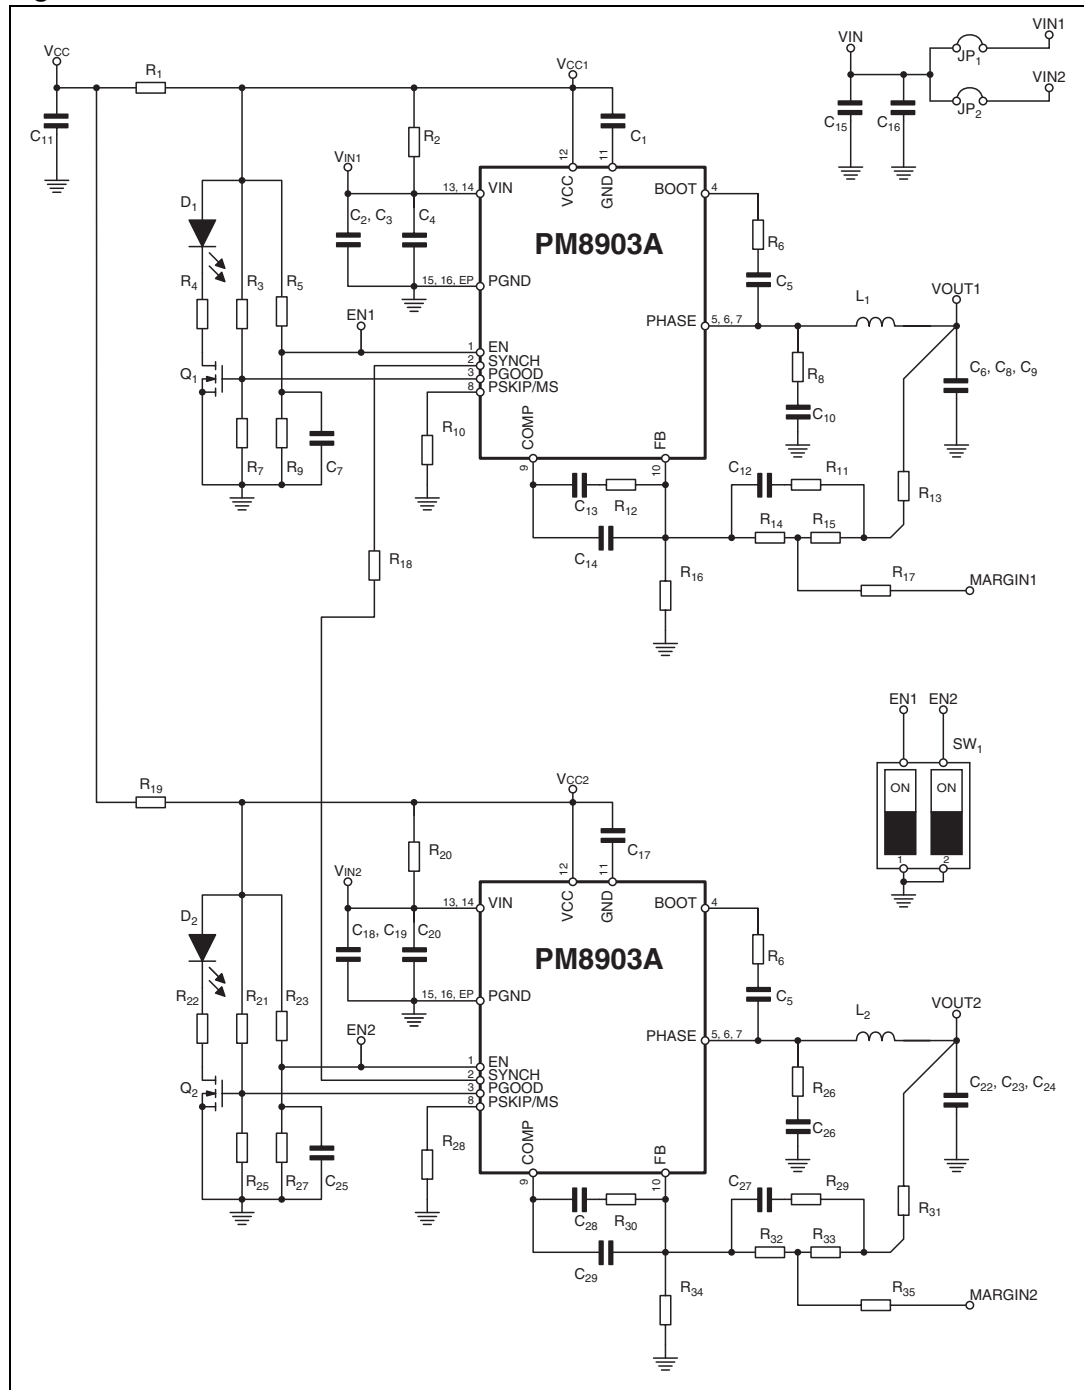 VCC
R1
C11
VCC1
C1
R2
VIN
VIN1
JP1
VIN2
JP2
C15
C16
VIN1
13, 14
VIN
12
VCC
11
GND
BOOT
4
C2, C3
C4
PM8903A
R6
C5
D1
R4
R3
R5
15, 16, EP
PGND
EN1
PHASE
5, 6, 7
L1
VOUT1
1
EN
2
SYNCH
3
PGOOD
8
PSKIP/MS
Q1
R8
C10
C6, C8, C9
R10
COMP
9
FB
10
R7
R9
C7
C13
R12
C14
C12
R11
R13
R14
R15
R16
R17
MARGIN1
R18
EN1
EN2
SW1
ON
ON
1
2
R19
VCC2
C17
R20
VIN2
13, 14
VIN
12
VCC
11
GND
BOOT
4
C18, C19
C20
PM8903A
R6
C5
D2
R22
R21
R23
15, 16, EP
PGND
EN2
PHASE
5, 6, 7
L2
VOUT2
1
EN
2
SYNCH
3
PGOOD
8
PSKIP/MS
Q2
R26
C26
C22, C23, C24
R28
COMP
9
FB
10
R25
R27
C25
C28
R30
C29
C27
R29
R31
R32
R33
R34
R35
MARGIN2